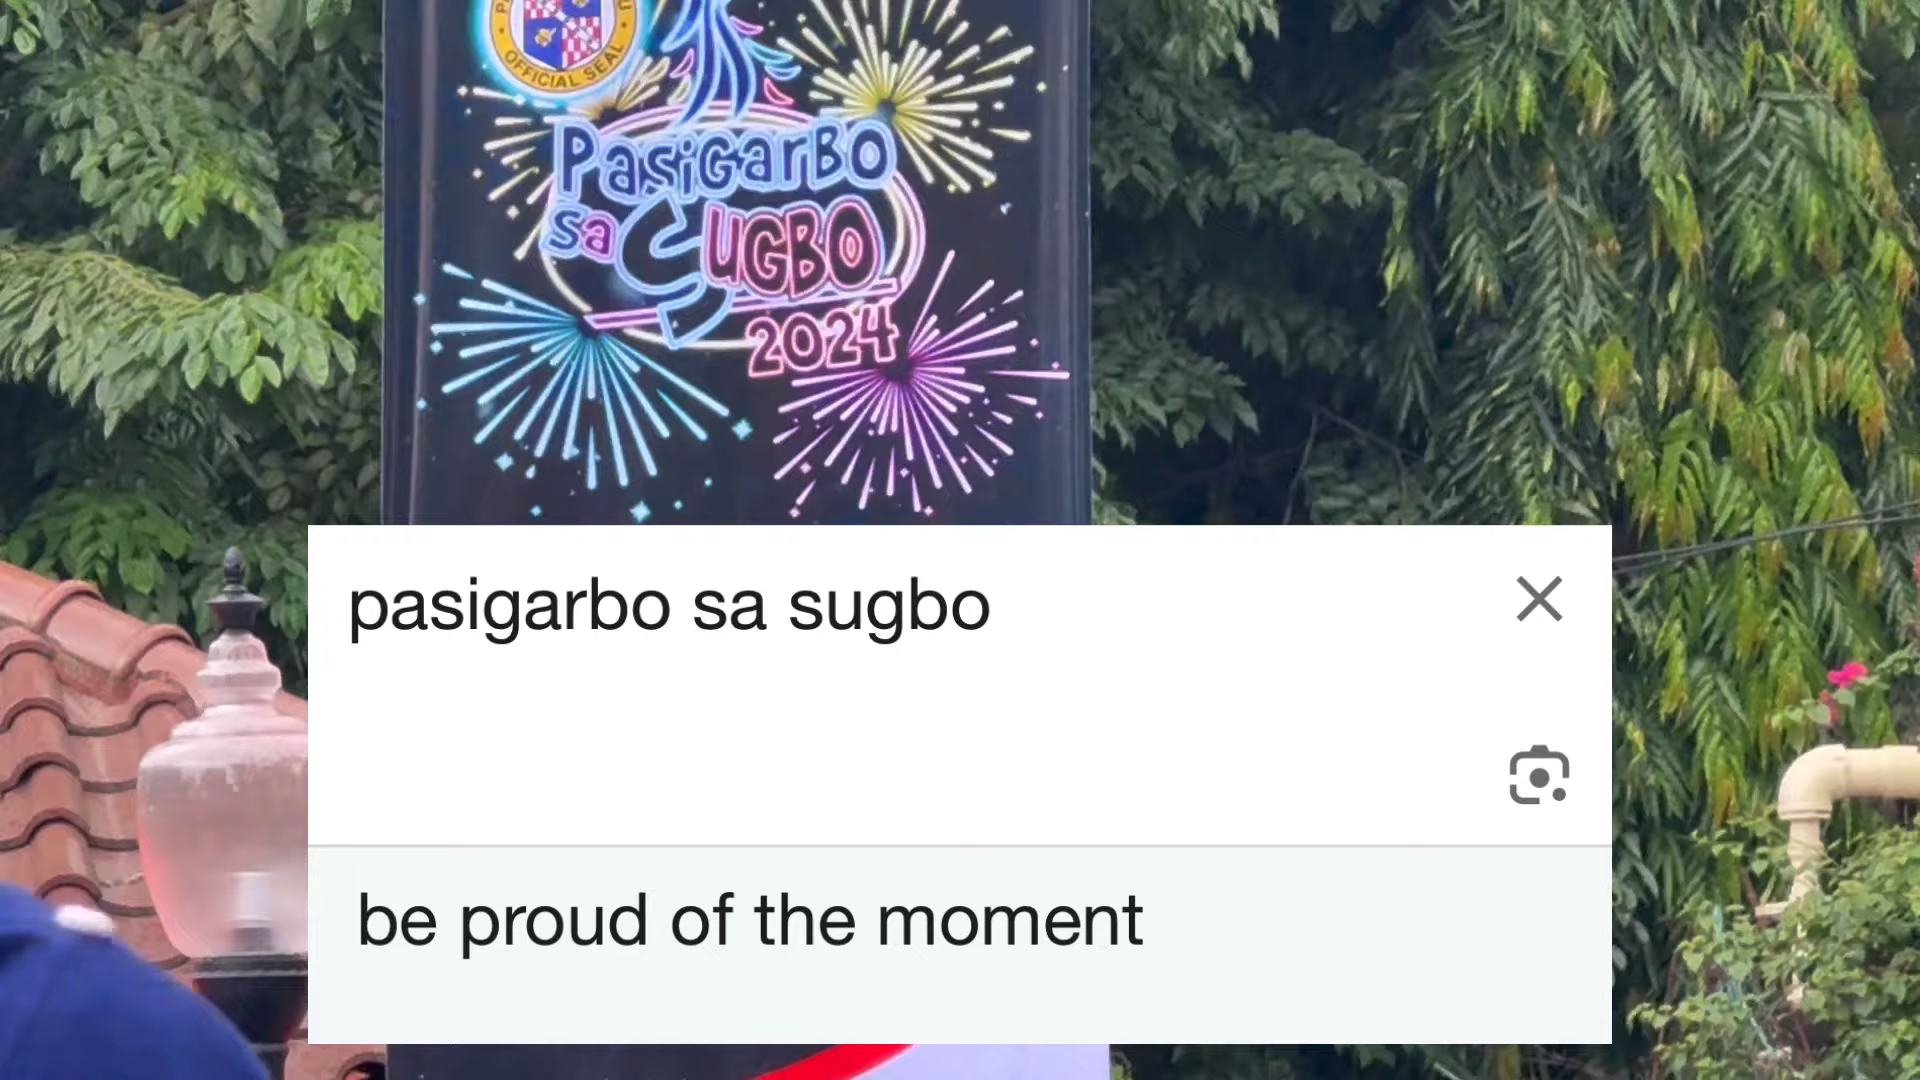 OFFICIAL SEAL
PASIGARBO
sa SUGBO
2024
pasigarbo sa sugbo
be proud of the moment